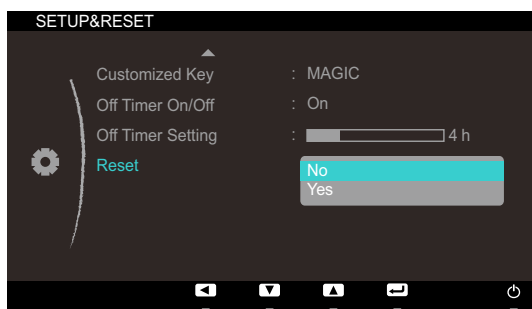 SETUP&RESET
Customized Key : MAGIC
Off Timer On/Off : On
Off Timer Setting : 4 h
Reset
No
Yes